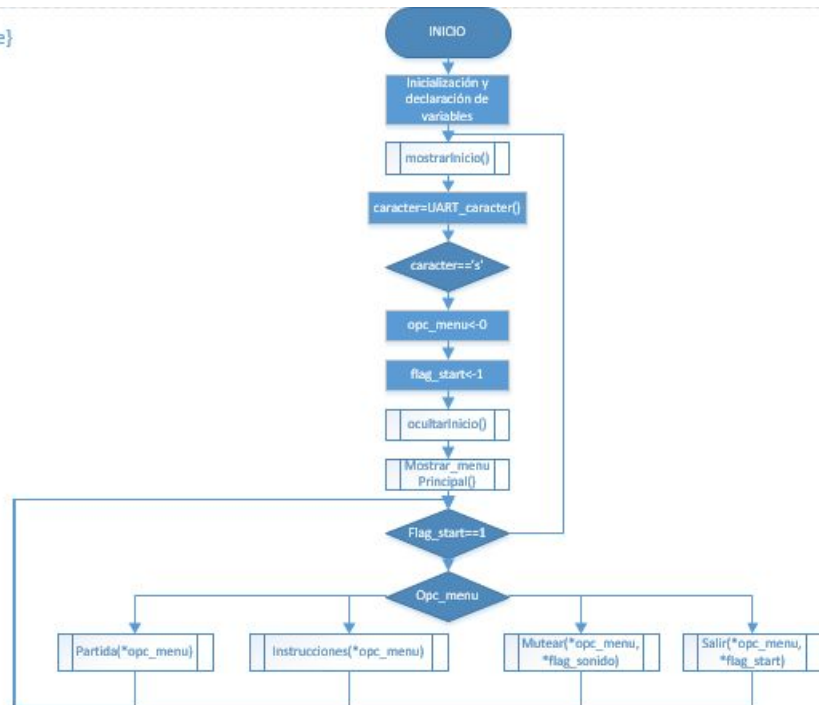 e}
INICIO
Inicialización y
declaración de
variables
mostrarInicio()
caracter=UART_caracter()
caracter=='s'
opc_menu<-0
flag_start<-1
ocultarInicio()
Mostrar_menu
Principal()
Flag_start==1
Opc_menu
Partida(*opc_menu)
Instrucciones(*opc_menu)
Mutear(*opc_menu,
*flag_sonido)
Salir(*opc_menu,
*flag_start)